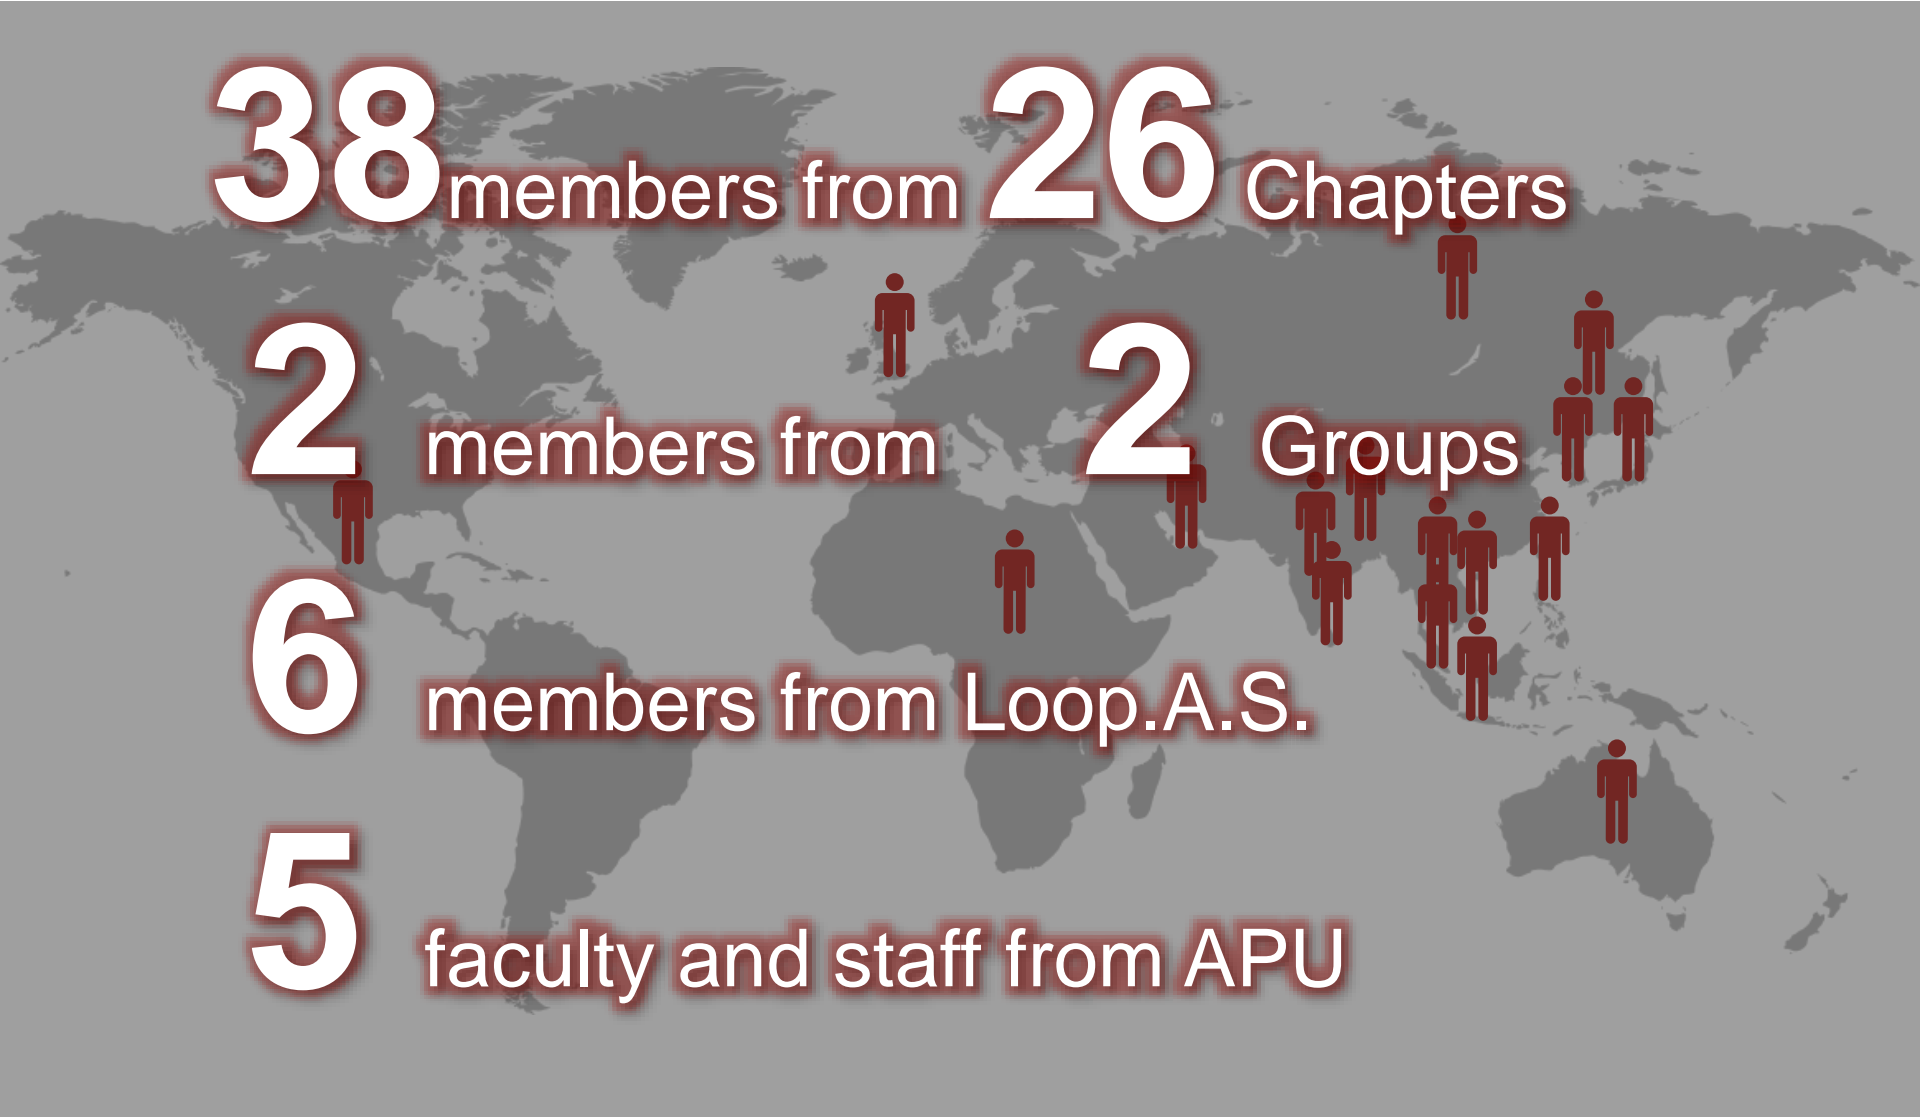 38 members from 26 Chapters
2 members from 2 Groups
6 members from Loop.A.S.
5 faculty and staff from APU